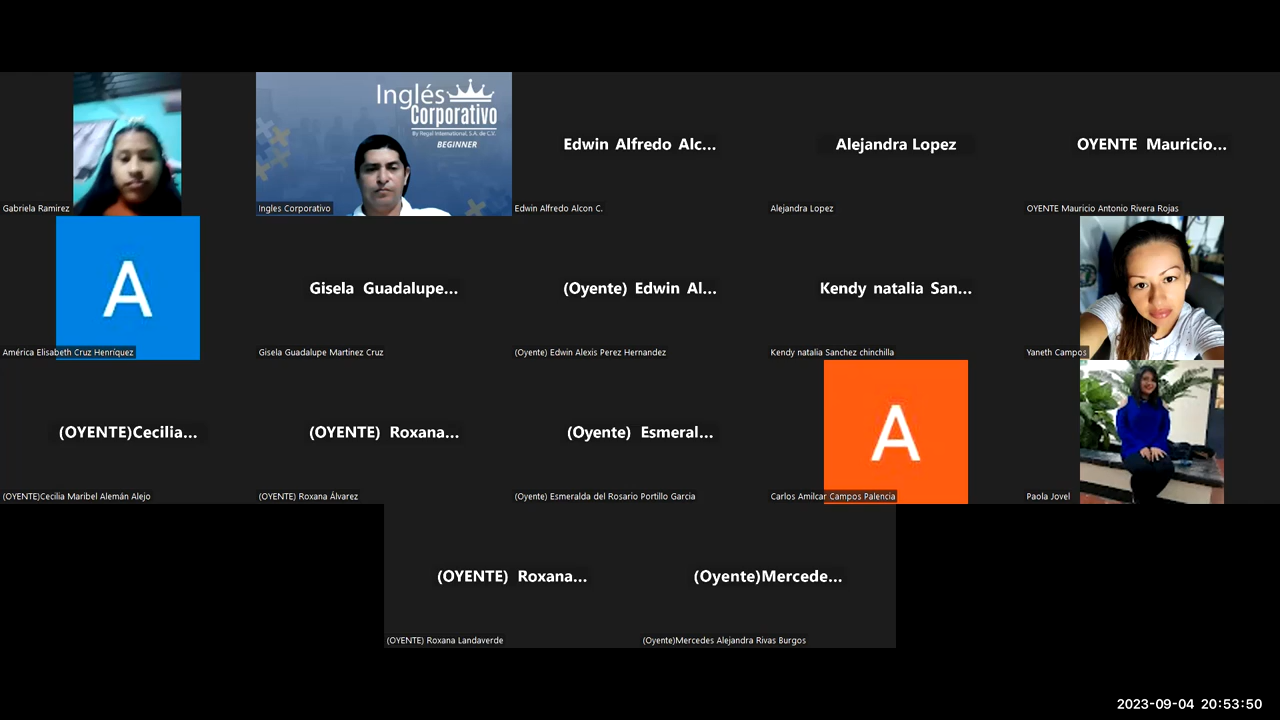 Inglés
Corporativo
By Regal International, S.A. de C.V.
BEGINNER
Edwin Alfredo Alc...
Alejandra Lopez
OYENTE Mauricio...
Gabriela Ramirez
Ingles Corporativo
Edwin Alfredo Alcon C.
Alejandra Lopez
OYENTE Mauricio Antonio Rivera Rojas
A
Gisela Guadalupe...
(Oyente) Edwin Al...
Kendy natalia San...
América Elisabeth Cruz Henríquez
Gisela Guadalupe Martinez Cruz
(Oyente) Edwin Alexis Perez Hernandez
Kendy natalia Sanchez chinchilla
Yaneth Campos
(OYENTE)Cecilia...
(OYENTE) Roxana...
(Oyente) Esmeral...
A
(OYENTE)Cecilia Maribel Alemán Alejo
(OYENTE) Roxana Álvarez
(Oyente) Esmeralda del Rosario Portillo Garcia
Carlos Amilcar Campos Palencia
Paola Jovel
(OYENTE) Roxana...
(Oyente)Mercede...
(OYENTE) Roxana Landaverde
(Oyente)Mercedes Alejandra Rivas Burgos
2023-09-04 20:53:50